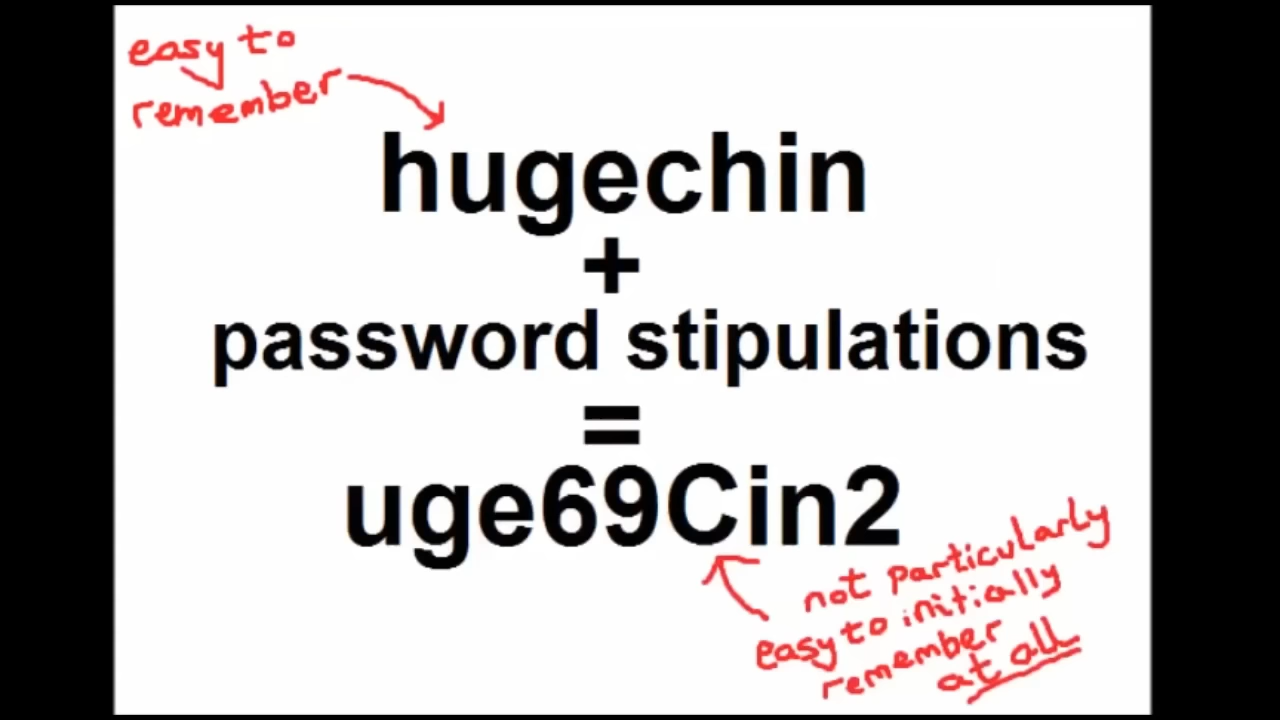 easy to
remember
hugechin
+
password stipulations
=
uge69Cin2
not particularly
easy to initially
remember
at all